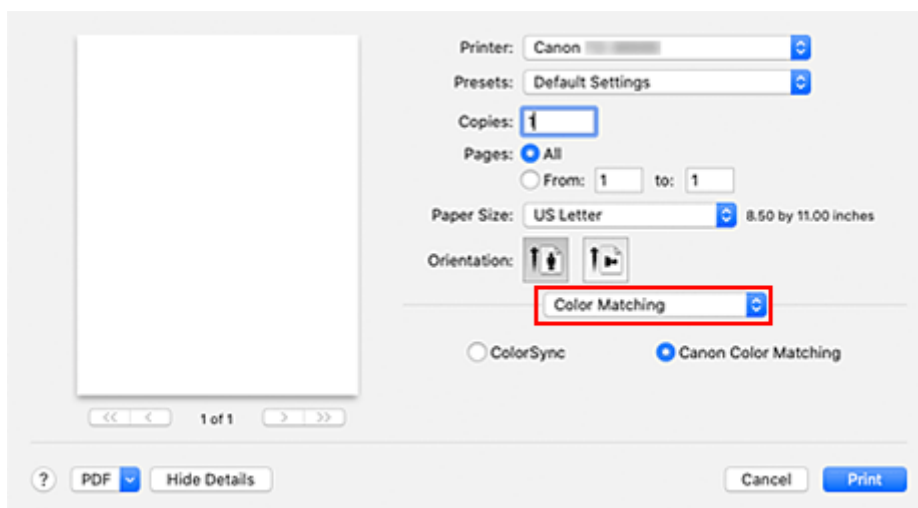 Printer: Canon
Presets: Default Settings
Copies: 1
Pages: All
From: 1 to: 1
Paper Size: US Letter 8.50 by 11.00 inches
Orientation:
Color Matching
ColorSync Canon Color Matching
<< < 1 of 1 > >>
? PDF Hide Details Cancel Print